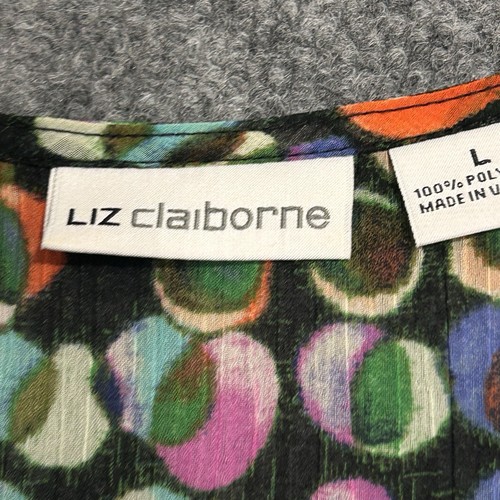 LIZ claiborne
L
100% POLY
MADE IN